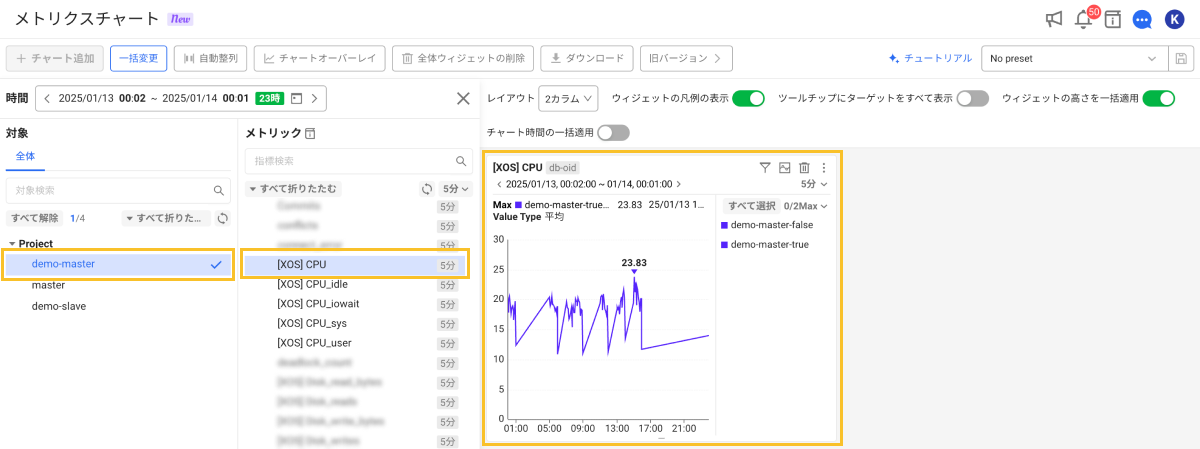 メトリクスチャート New
50
K
＋ チャート追加
一括変更
自動整列
チャートオーバーレイ
全体ウィジェットの削除
ダウンロード
旧バージョン
チュートリアル
No preset
時間
2025/01/13 00:02 ~ 2025/01/14 00:01 23時
対象
全体
対象検索
すべて解除 1/4 すべて折りた...
Project
demo-master
master
demo-slave
メトリック
指標検索
すべて折りたたむ 5分
5分
5分
5分
[XOS] CPU 5分
[XOS] CPU_idle 5分
[XOS] CPU_iowait 5分
[XOS] CPU_sys 5分
[XOS] CPU_user 5分
5分
5分
5分
5分
5分
レイアウト 2カラム ウィジェットの凡例の表示 ツールチップにターゲットをすべて表示 ウィジェットの高さを一括適用
チャート時間の一括適用
[XOS] CPU db-oid
2025/01/13, 00:02:00 ~ 01/14, 00:01:00 5分
Max demo-master-true... 23.83 25/01/13 1...
Value Type 平均
すべて選択 0/2Max
demo-master-false
demo-master-true
30
25
20
15
10
5
0
23.83
01:00 05:00 09:00 13:00 17:00 21:00